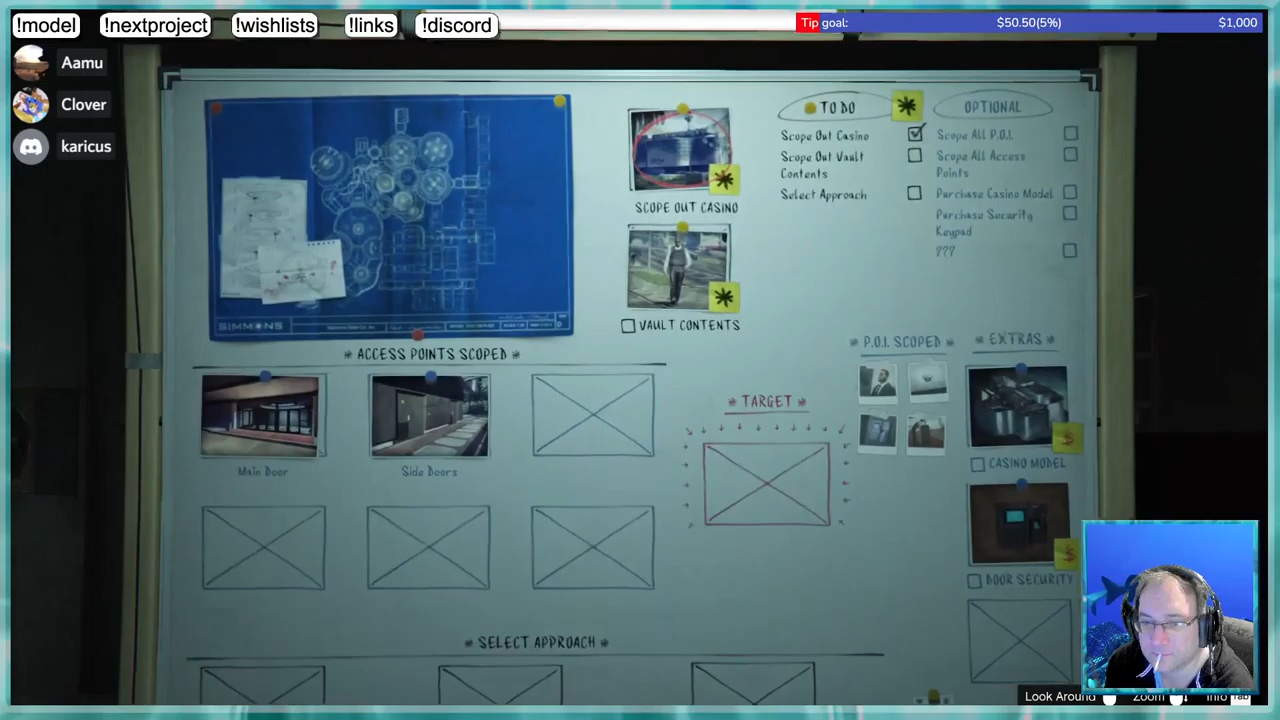 !model
!nextproject
!wishlists
!links
!discord
Tip goal:
$50.50(5%)
$1,000
Aamu
Clover
karicus
SIMMONS
* ACCESS POINTS SCOPED *
Main Door
Side Doors
SCOPE OUT CASINO
VAULT CONTENTS
TO DO
Scope Out Casino
Scope Out Vault
Contents
Select Approach
OPTIONAL
Scope All P.O.I.
Scope All Access
Points
Purchase Casino Model
Purchase Security
Keypad
???
* TARGET *
* P.O.I. SCOPED *
* EXTRAS *
$
CASINO MODEL
$
DOOR SECURITY
* SELECT APPROACH *
Look Around
Zoom
Info
Tab